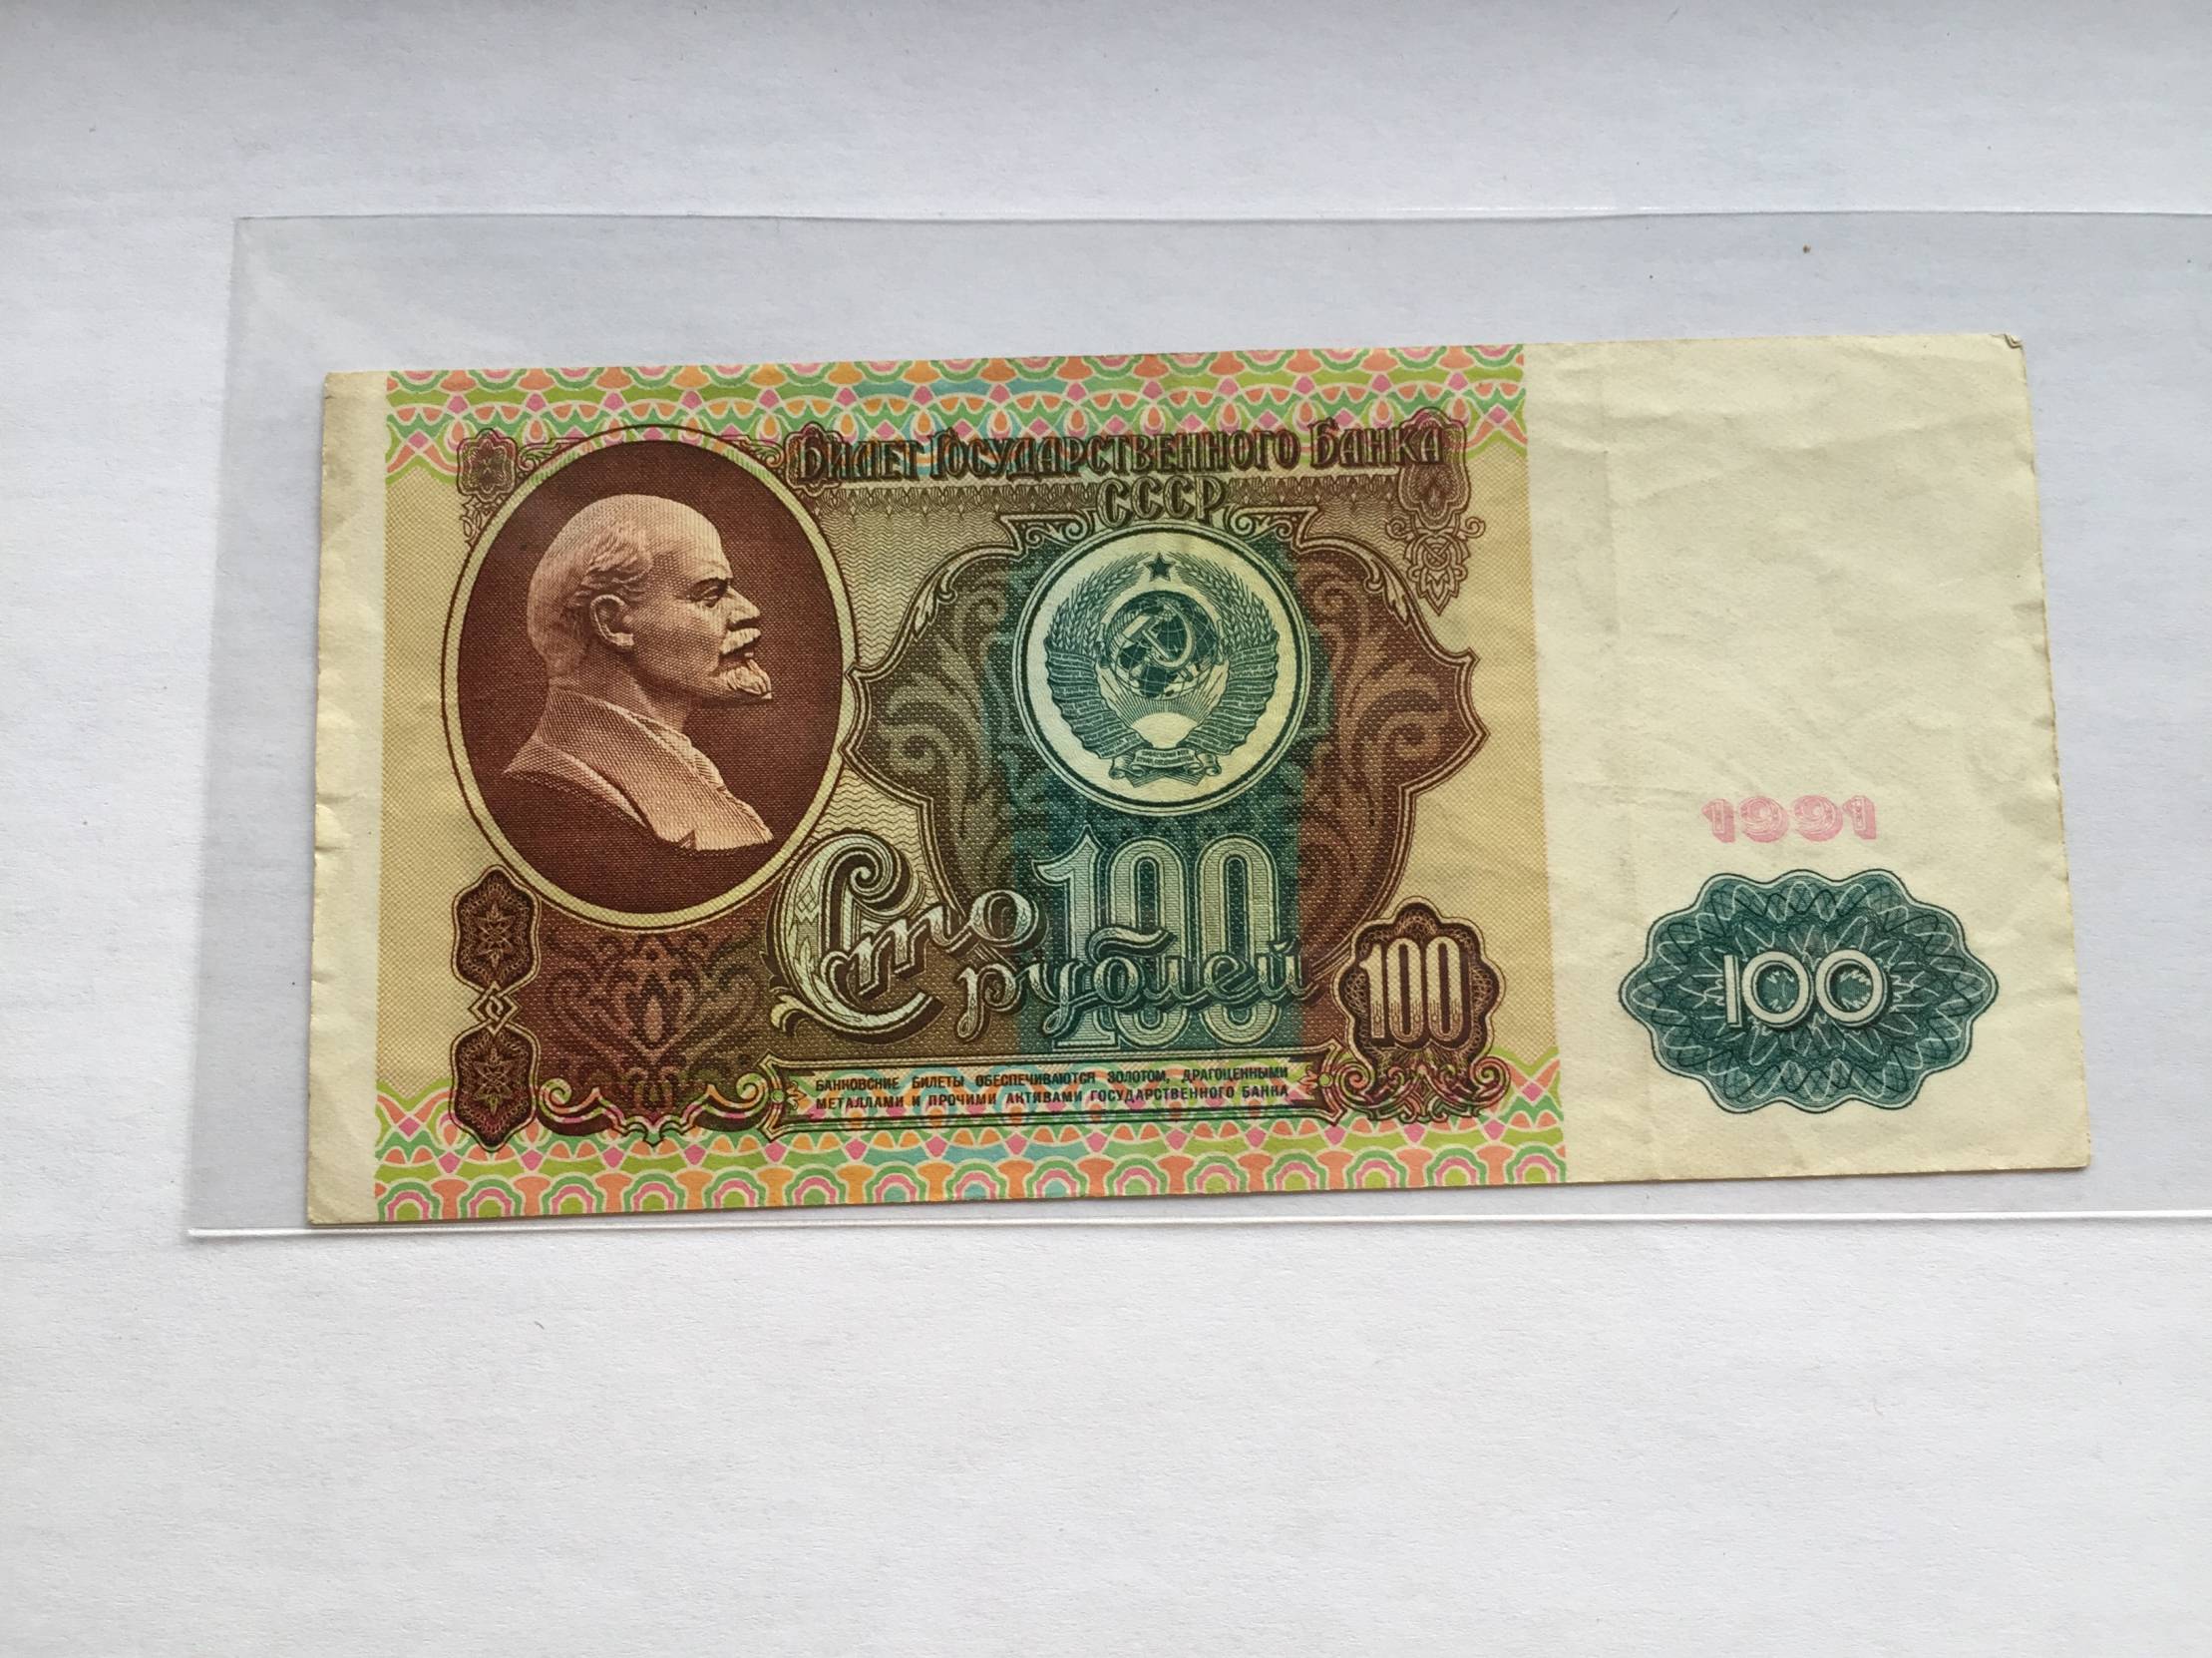 Билет Государственного Банка
СССР
100
Сто
рублей
100
БАНКОВСКИЕ БИЛЕТЫ ОБЕСПЕЧИВАЮТСЯ ЗОЛОТОМ, ДРАГОЦЕННЫМИ
МЕТАЛЛАМИ И ПРОЧИМИ АКТИВАМИ ГОСУДАРСТВЕННОГО БАНКА
1991
100